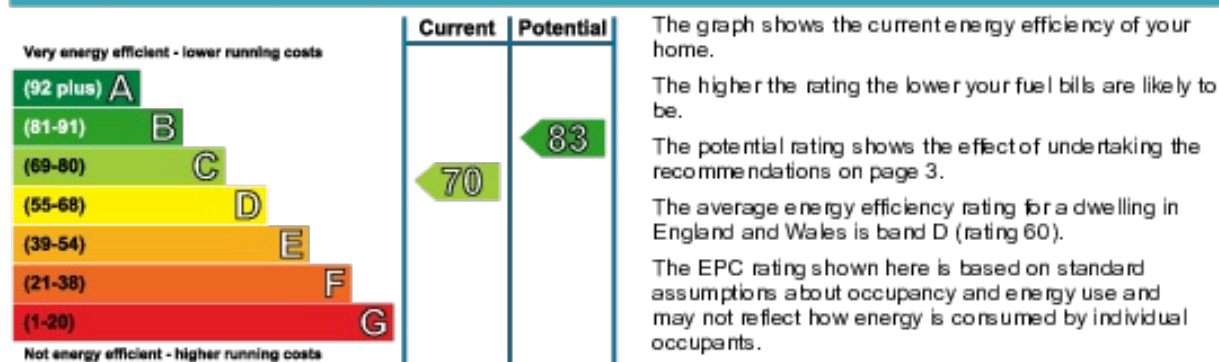 Current Potential
Very energy efficient - lower running costs
(92 plus) A
(81-91) B
(69-80) C
(55-68) D
(39-54) E
(21-38) F
(1-20) G
Not energy efficient - higher running costs
70
83
The graph shows the current energy efficiency of your
home.
The higher the rating the lower your fuel bills are likely to
be.
The potential rating shows the effect of undertaking the
recommendations on page 3.
The average energy efficiency rating for a dwelling in
England and Wales is band D (rating 60).
The EPC rating shown here is based on standard
assumptions about occupancy and energy use and
may not reflect how energy is consumed by individual
occupants.